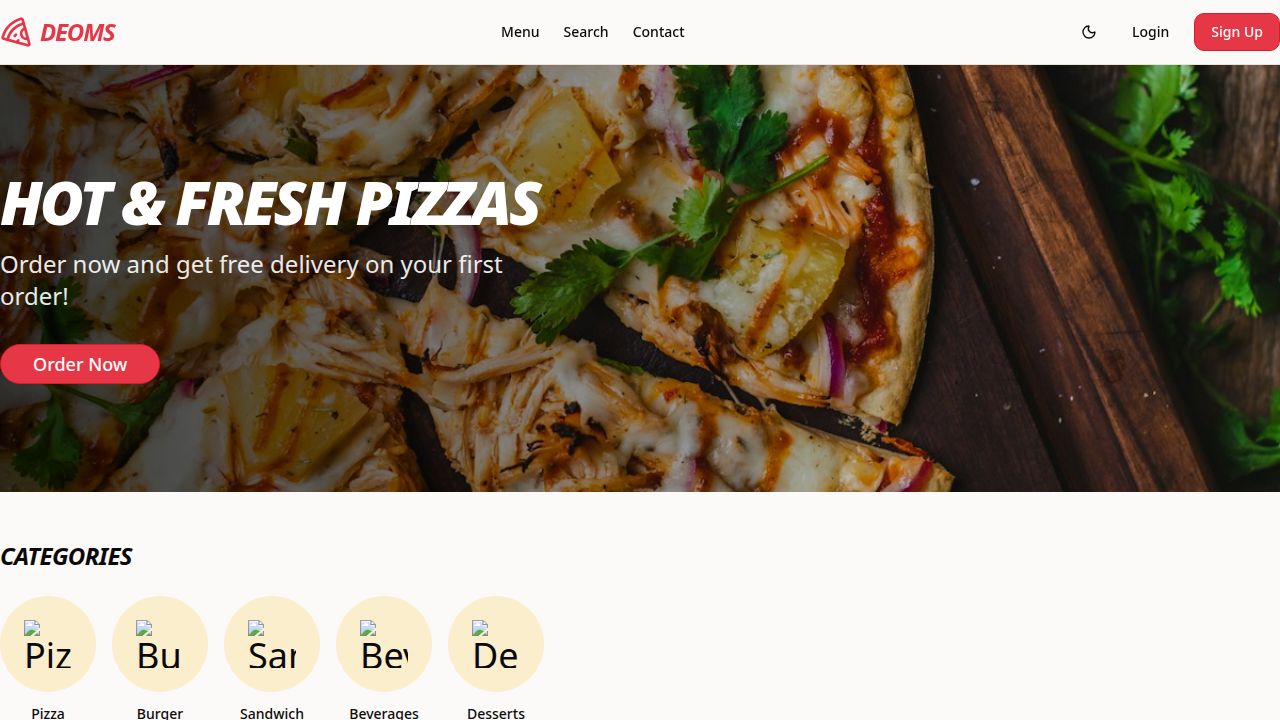 DEOMS
Menu Search Contact
Login
Sign Up
HOT & FRESH PIZZAS
Order now and get free delivery on your first
order!
Order Now
CATEGORIES
Piz Bu San Bev De
Pizza Burger Sandwich Beverages Desserts